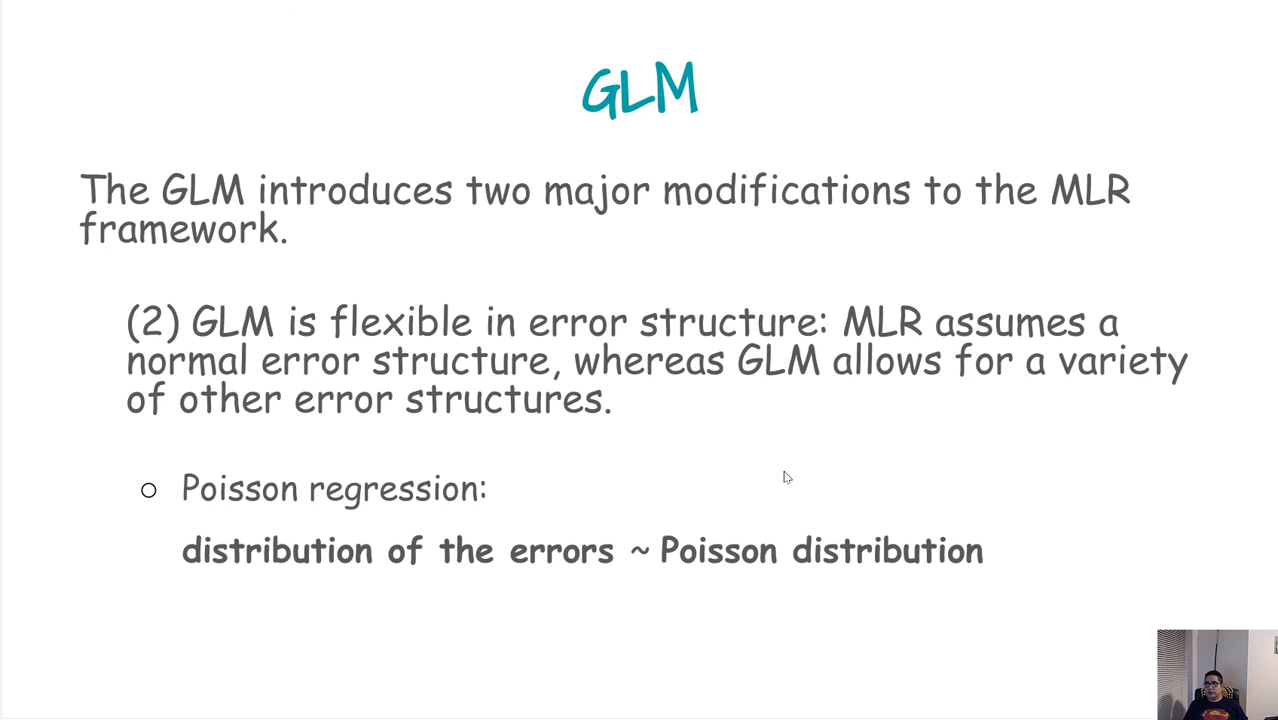 GLM
The GLM introduces two major modifications to the MLR
framework.
(2) GLM is flexible in error structure: MLR assumes a
normal error structure, whereas GLM allows for a variety
of other error structures.
○ Poisson regression:
distribution of the errors ~ Poisson distribution